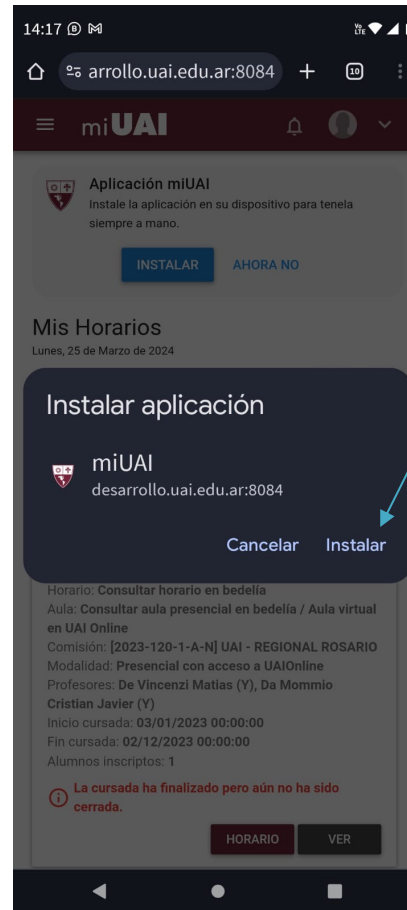 14:17
Vo
LTE
arrollo.uai.edu.ar:8084
10
miUAI
Aplicación miUAI
Instale la aplicación en su dispositivo para tenela
siempre a mano.
INSTALAR AHORA NO
Mis Horarios
Lunes, 25 de Marzo de 2024
Instalar aplicación
miUAI
desarrollo.uai.edu.ar:8084
Cancelar Instalar
Horario: Consultar horario en bedelía
Aula: Consultar aula presencial en bedelía / Aula virtual
en UAI Online
Comisión: [2023-120-1-A-N] UAI - REGIONAL ROSARIO
Modalidad: Presencial con acceso a UAIOnline
Profesores: De Vincenzi Matias (Y), Da Mommio
Cristian Javier (Y)
Inicio cursada: 03/01/2023 00:00:00
Fin cursada: 02/12/2023 00:00:00
Alumnos inscriptos: 1
La cursada ha finalizado pero aún no ha sido
cerrada.
HORARIO VER